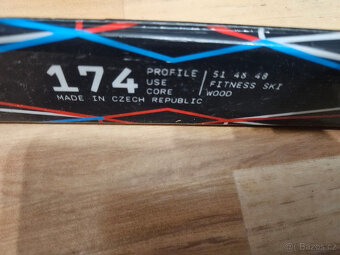 174 PROFILE / 51 48 48
USE / FITNESS SKI
CORE / WOOD
MADE IN CZECH REPUBLIC
Bazos.cz